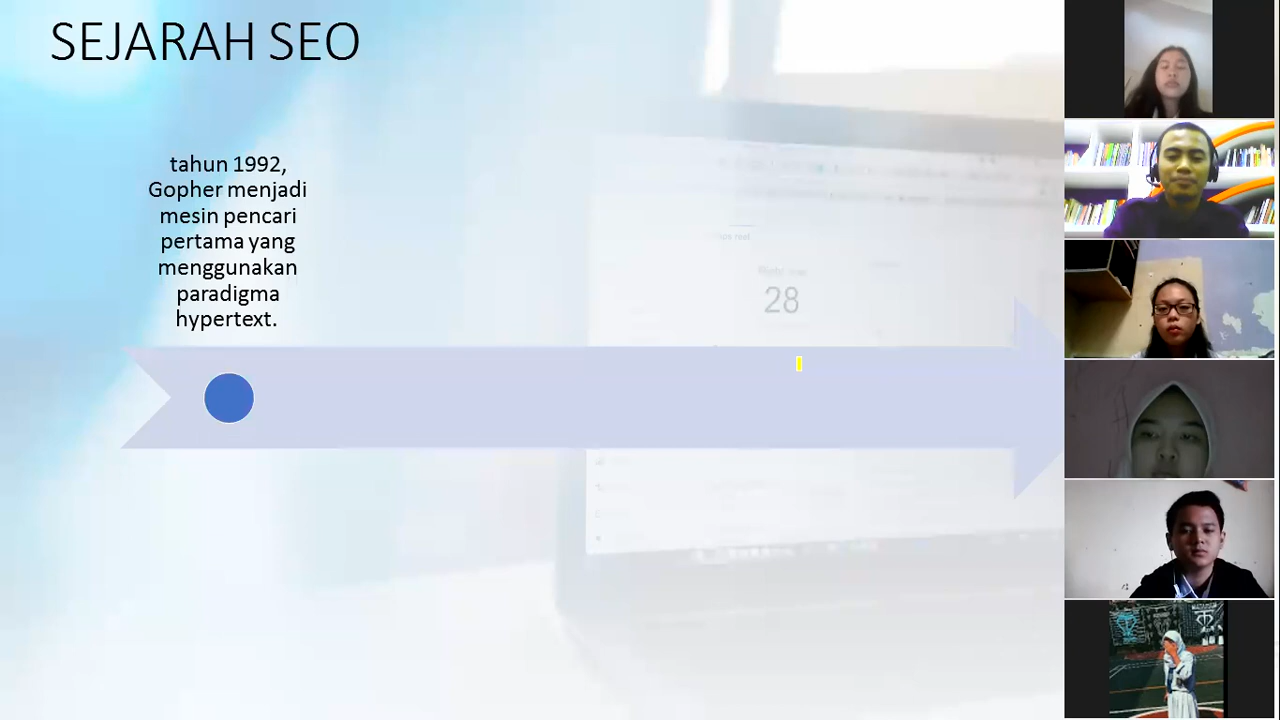 SEJARAH SEO
tahun 1992,
Gopher menjadi
mesin pencari
pertama yang
menggunakan
paradigma
hypertext.
28